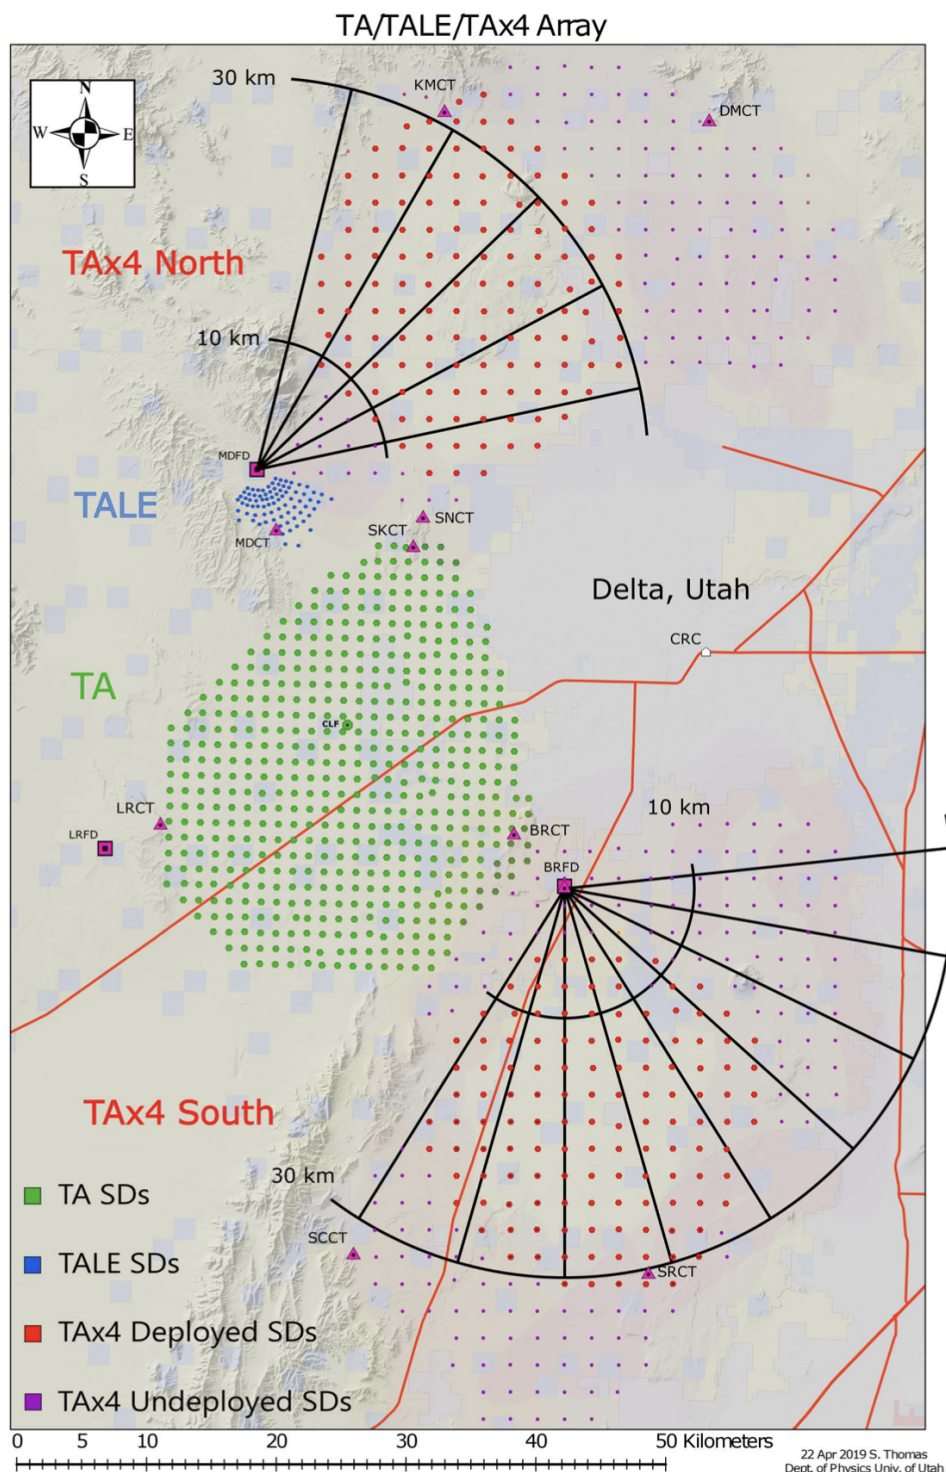 TA/TALE/TAx4 Array
30 km
KMCT
DMCT
N
W E
S
TAx4 North
10 km
MDFD
TALE
SNCT
SKCT
MDCT
Delta, Utah
CRC
TA
CLF
10 km
LRCT
BRCT
LRFD
BRFD
TAx4 South
30 km
TA SDs
SCCT
TALE SDs
SRCT
TAx4 Deployed SDs
TAx4 Undeployed SDs
0 5 10 20 30 40 50 Kilometers
22 Apr 2019 S. Thomas
Dept. of Physics Univ. of Utah